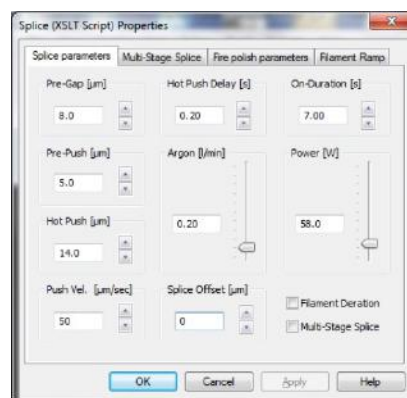 Splice (XSLT Script) Properties
Splice parameters Multi-Stage Splice Fire polish parameters Filament Ramp
Pre-Gap [µm] Hot Push Delay [s] On-Duration [s]
8.0 0.20 7.00
Pre-Push [µm] Argon [l/min] Power [W]
5.0
Hot Push [µm] 0.20 58.0
14.0
Push Vel. [µm/sec] Splice Offset [µm]
50 0
Filament Deration
Multi-Stage Splice
OK Cancel Apply Help